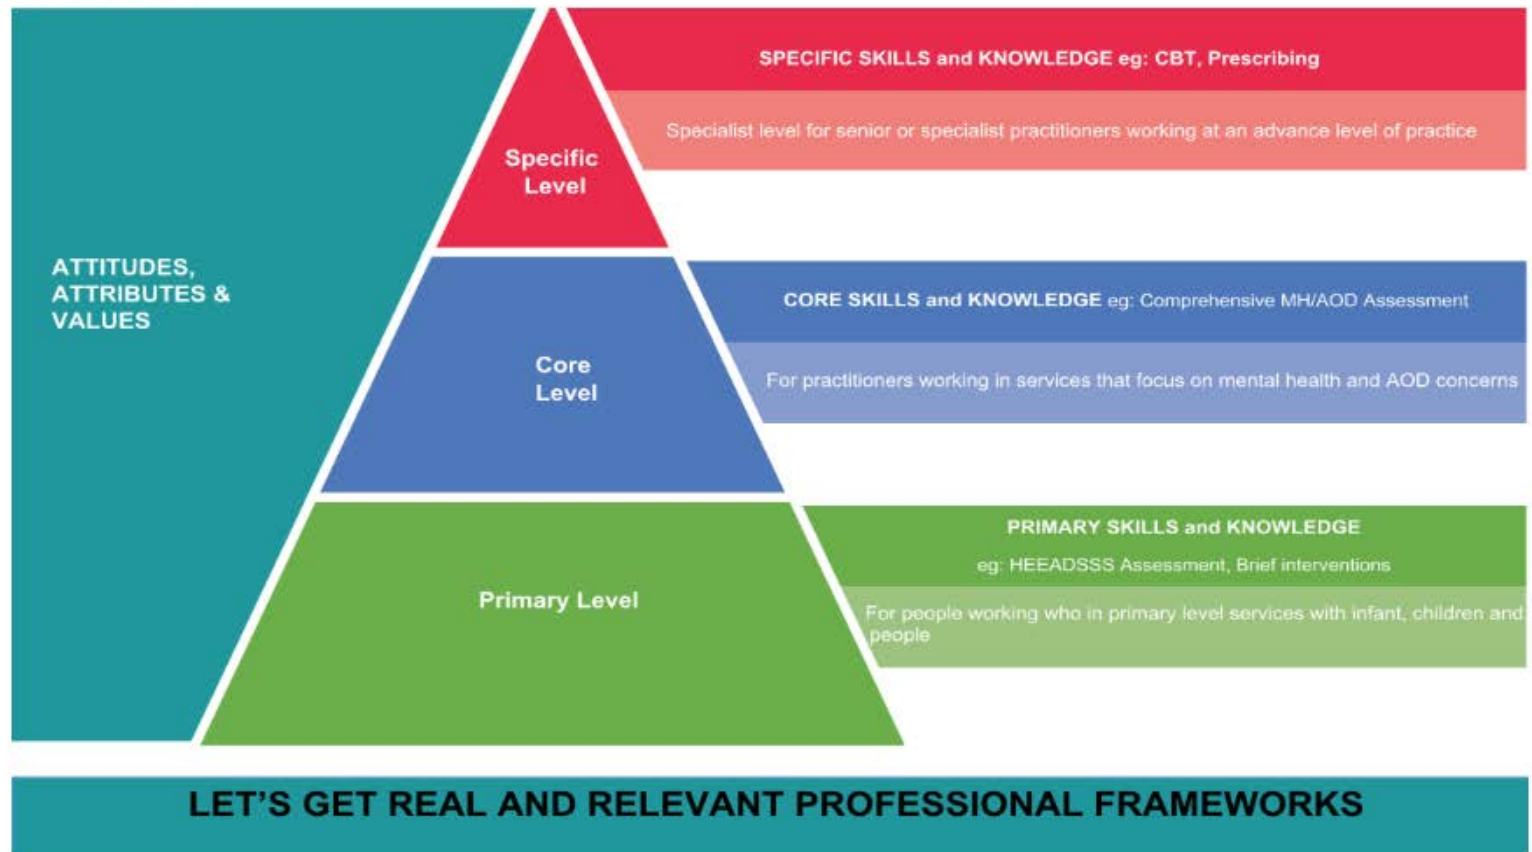 SPECIFIC SKILLS and KNOWLEDGE eg: CBT, Prescribing
Specialist level for senior or specialist practitioners working at an advance level of practice
Specific
Level
ATTITUDES,
ATTRIBUTES &
VALUES
CORE SKILLS and KNOWLEDGE eg: Comprehensive MH/AOD Assessment
For practitioners working in services that focus on mental health and AOD concerns
Core
Level
PRIMARY SKILLS and KNOWLEDGE
eg: HEEADSSS Assessment, Brief interventions
For people working who in primary level services with infant, children and
people
Primary Level
LET'S GET REAL AND RELEVANT PROFESSIONAL FRAMEWORKS